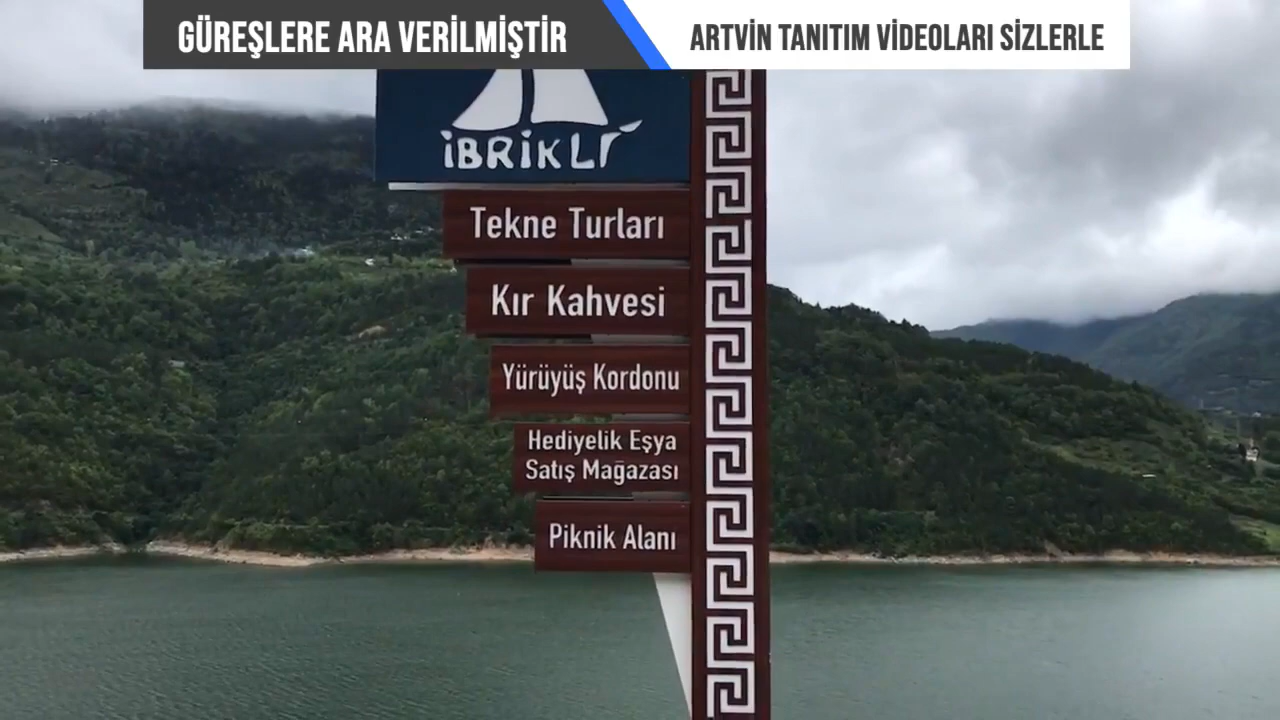 GÜREŞLERE ARA VERİLMİŞTİR
ARTVİN TANITIM VİDEOLARI SİZLERLE
İBRİKLİ
Tekne Turları
Kır Kahvesi
Yürüyüş Kordonu
Hediyelik Eşya
Satış Mağazası
Piknik Alanı